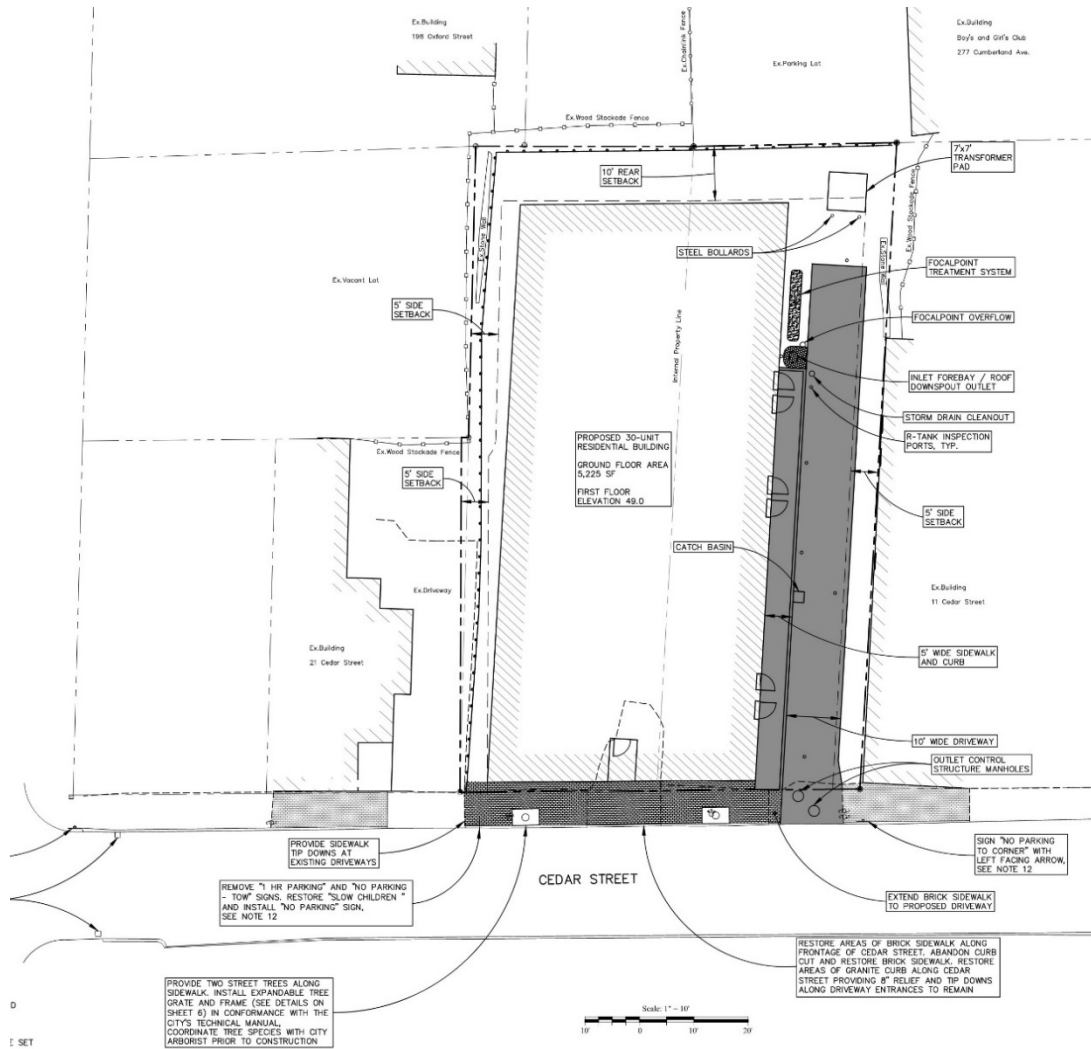 Ex.Building
198 Oxford Street
Ex.Chainlink Fence
Ex.Parking Lot
Ex.Building
Boy's and Girl's Club
277 Cumberland Ave.
Ex.Wood Stockade Fence
7'x7'
TRANSFORMER
PAD
10' REAR
SETBACK
Ex.Wood Stockade Fence
Ex.Stone Wall
Ex.Stone Wall
STEEL BOLLARDS
FOCALPOINT
TREATMENT SYSTEM
Ex.Vacant Lot
5' SIDE
SETBACK
FOCALPOINT OVERFLOW
Internal Property Line
INLET FOREBAY / ROOF
DOWNSPOUT OUTLET
STORM DRAIN CLEANOUT
R-TANK INSPECTION
PORTS, TYP.
PROPOSED 30-UNIT
RESIDENTIAL BUILDING
GROUND FLOOR AREA
5,225 SF
FIRST FLOOR
ELEVATION 49.0
Ex.Wood Stockade Fence
5' SIDE
SETBACK
5' SIDE
SETBACK
CATCH BASIN
Ex.Driveway
Ex.Building
11 Cedar Street
Ex.Building
21 Cedar Street
5' WIDE SIDEWALK
AND CURB
10' WIDE DRIVEWAY
OUTLET CONTROL
STRUCTURE MANHOLES
PROVIDE SIDEWALK
TIP DOWNS AT
EXISTING DRIVEWAYS
SIGN "NO PARKING
TO CORNER" WITH
LEFT FACING ARROW,
SEE NOTE 12
CEDAR STREET
REMOVE "1 HR PARKING" AND "NO PARKING
- TOW" SIGNS. RESTORE "SLOW CHILDREN "
AND INSTALL "NO PARKING" SIGN,
SEE NOTE 12
EXTEND BRICK SIDEWALK
TO PROPOSED DRIVEWAY
RESTORE AREAS OF BRICK SIDEWALK ALONG
FRONTAGE OF CEDAR STREET. ABANDON CURB
CUT AND RESTORE BRICK SIDEWALK. RESTORE
AREAS OF GRANITE CURB ALONG CEDAR
STREET PROVIDING 8" RELIEF AND TIP DOWNS
ALONG DRIVEWAY ENTRANCES TO REMAIN
PROVIDE TWO STREET TREES ALONG
SIDEWALK. INSTALL EXPANDABLE TREE
GRATE AND FRAME (SEE DETAILS ON
SHEET 6) IN CONFORMANCE WITH THE
CITY'S TECHNICAL MANUAL,
COORDINATE TREE SPECIES WITH CITY
ARBORIST PRIOR TO CONSTRUCTION
Scale: 1" - 10'
10' 0 10' 20'
D
E SET